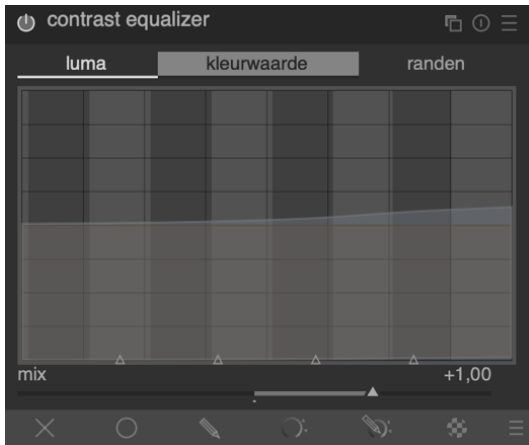 contrast equalizer
luma kleurwaarde randen
mix +1,00